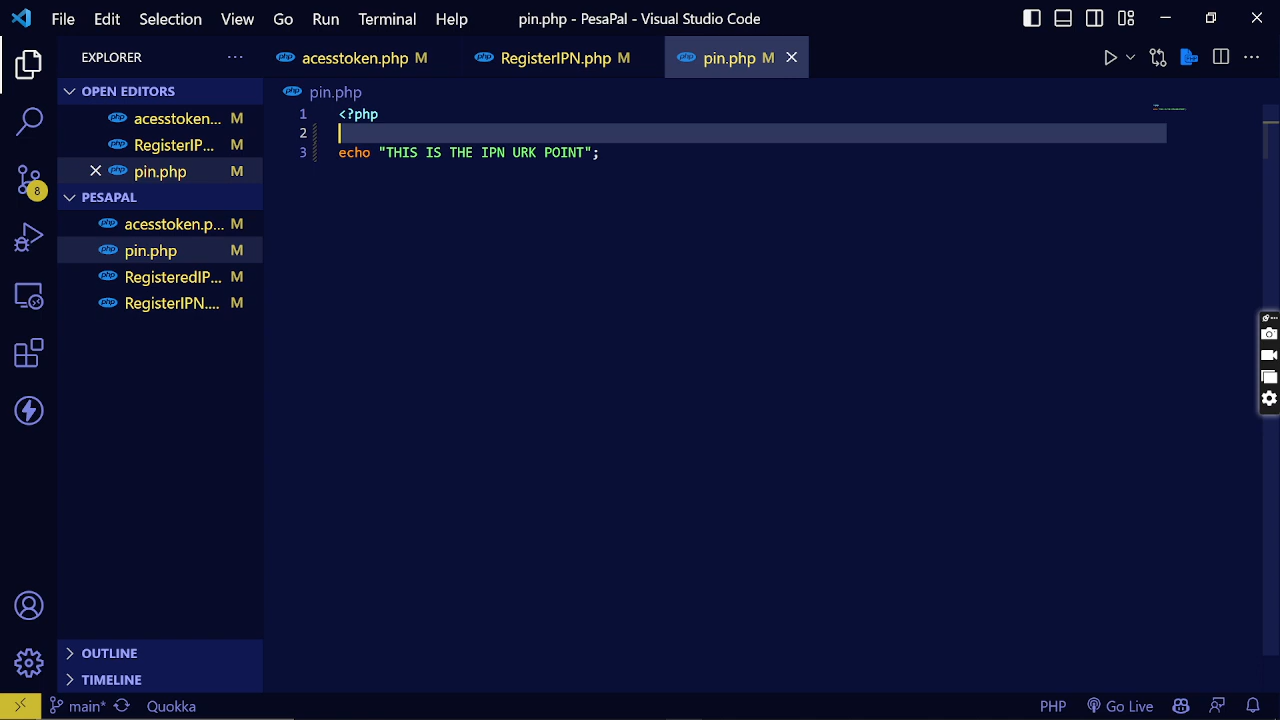 File Edit Selection View Go Run Terminal Help pin.php - PesaPal - Visual Studio Code
EXPLORER
acesstoken.php M RegisterIPN.php M pin.php M
OPEN EDITORS
acesstoken... M
RegisterIP... M
pin.php M
PESAPAL
acesstoken.p... M
pin.php M
RegisteredIP... M
RegisterIPN.... M
8
pin.php
1 <?php
2
3 echo "THIS IS THE IPN URK POINT";
OUTLINE
TIMELINE
main* Quokka PHP Go Live